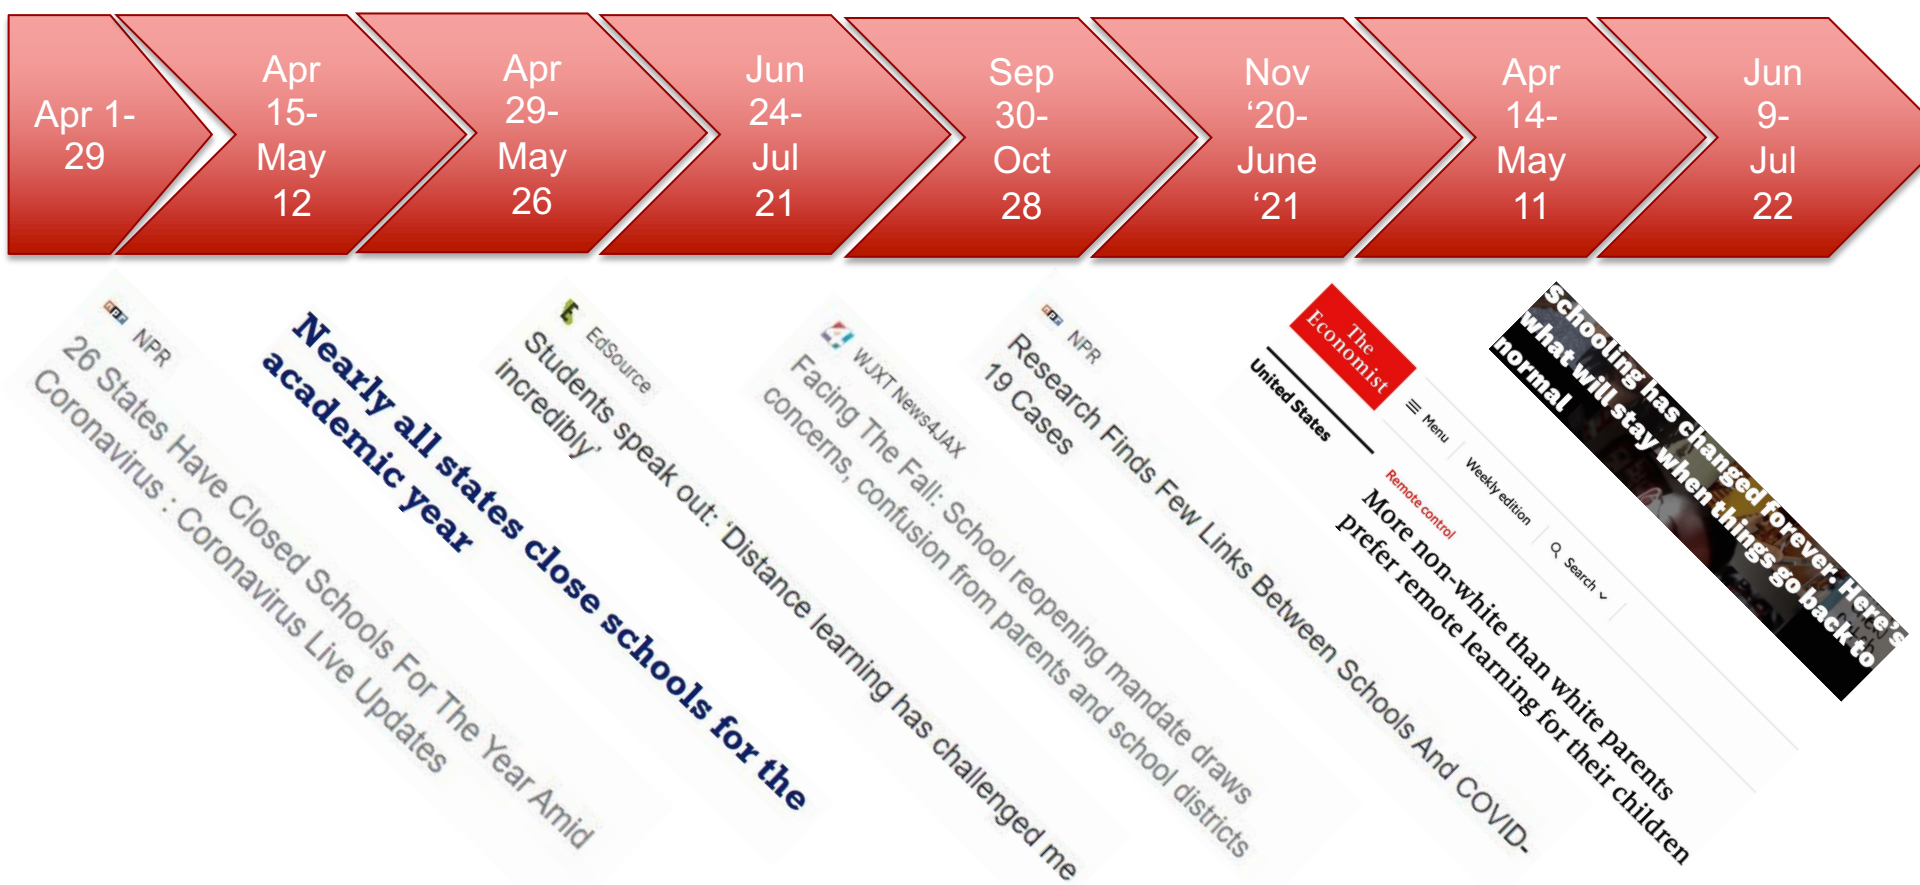 Apr 1-
29
Apr
15-
May
12
Apr
29-
May
26
Jun
24-
Jul
21
Sep
30-
Oct
28
Nov
‘20-
June
‘21
Apr
14-
May
11
Jun
9-
Jul
22
npr NPR
26 States Have Closed Schools For The Year Amid
Coronavirus : Coronavirus Live Updates
Nearly all states close schools for the
academic year
E EdSource
Students speak out: ‘Distance learning has challenged me
incredibly’
4 WJXT News4JAX
Facing The Fall: School reopening mandate draws
concerns, confusion from parents and school districts
npr NPR
Research Finds Few Links Between Schools And COVID-
19 Cases
The
Economist
Menu
Weekly edition
Search
United States
Remote control
More non-white than white parents
prefer remote learning for their children
Schooling has changed forever. Here’s
what will stay when things go back to
normal